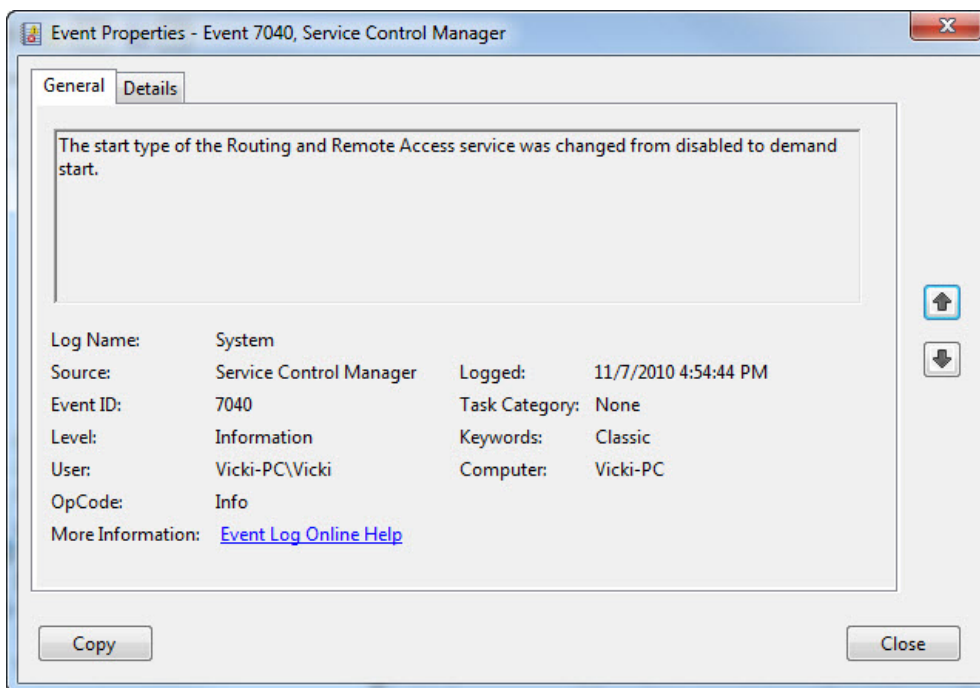 Event Properties - Event 7040, Service Control Manager
General Details
The start type of the Routing and Remote Access service was changed from disabled to demand
start.
Log Name: System
Source: Service Control Manager Logged: 11/7/2010 4:54:44 PM
Event ID: 7040 Task Category: None
Level: Information Keywords: Classic
User: Vicki-PC\Vicki Computer: Vicki-PC
OpCode: Info
More Information: Event Log Online Help
Copy Close